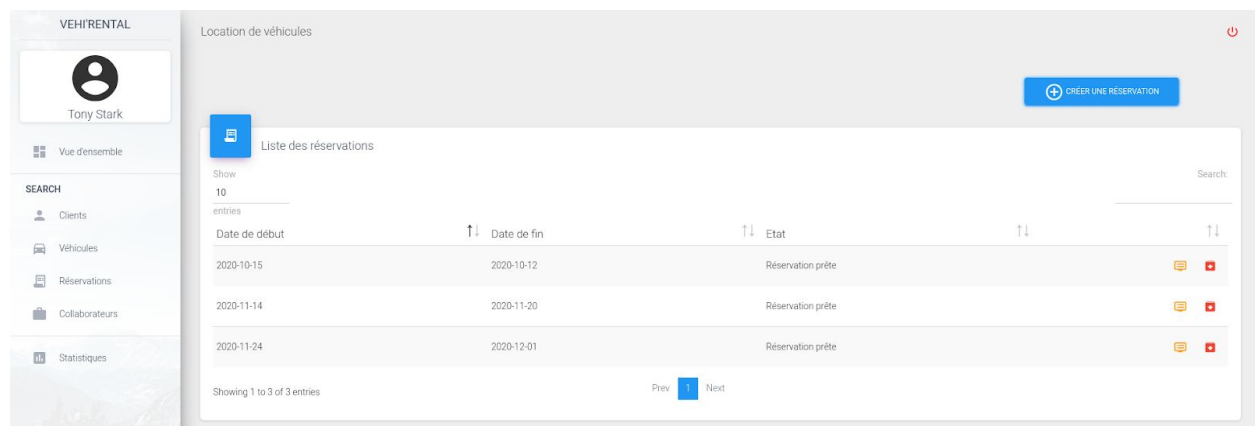 VEHI'RENTAL
Tony Stark
Vue d'ensemble
SEARCH
Clients
Véhicules
Réservations
Collaborateurs
Statistiques
Location de véhicules
CRÉER UNE RÉSERVATION
Liste des réservations
Show
10
entries
Search:
Date de début Date de fin Etat
2020-10-15 2020-10-12 Réservation prête
2020-11-14 2020-11-20 Réservation prête
2020-11-24 2020-12-01 Réservation prête
Showing 1 to 3 of 3 entries
Prev 1 Next